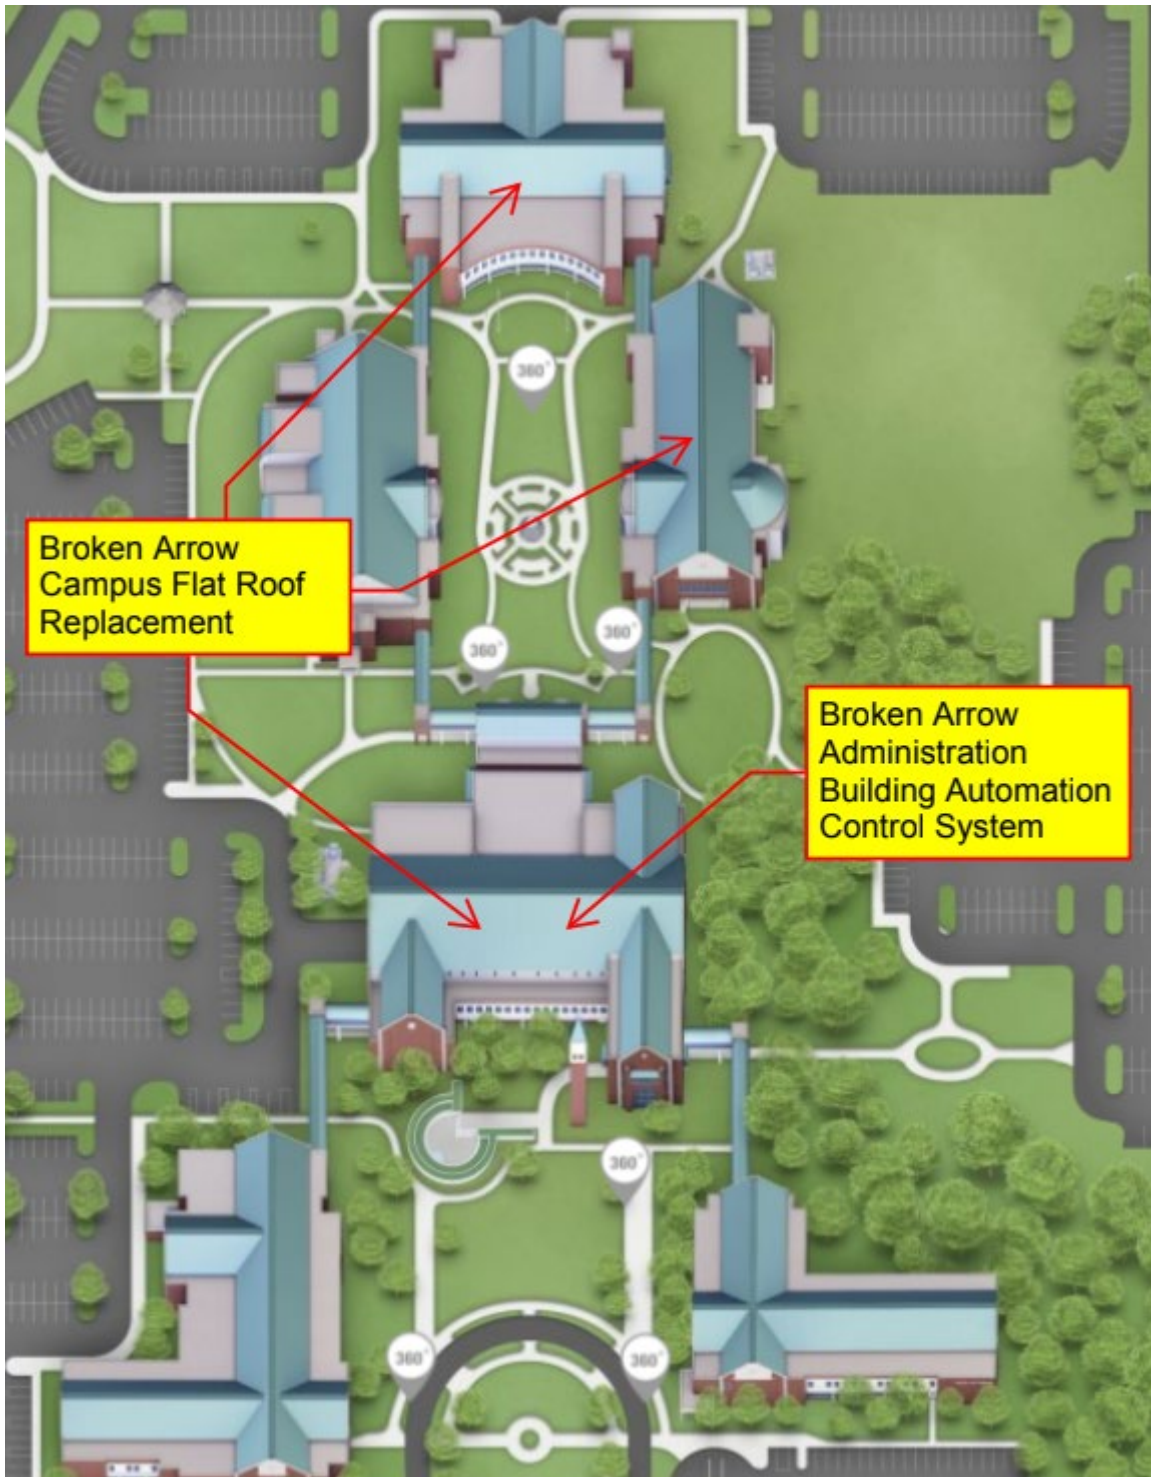 360°
Broken Arrow
Campus Flat Roof
Replacement
360°
360°
Broken Arrow
Administration
Building Automation
Control System
360°
360°
360°